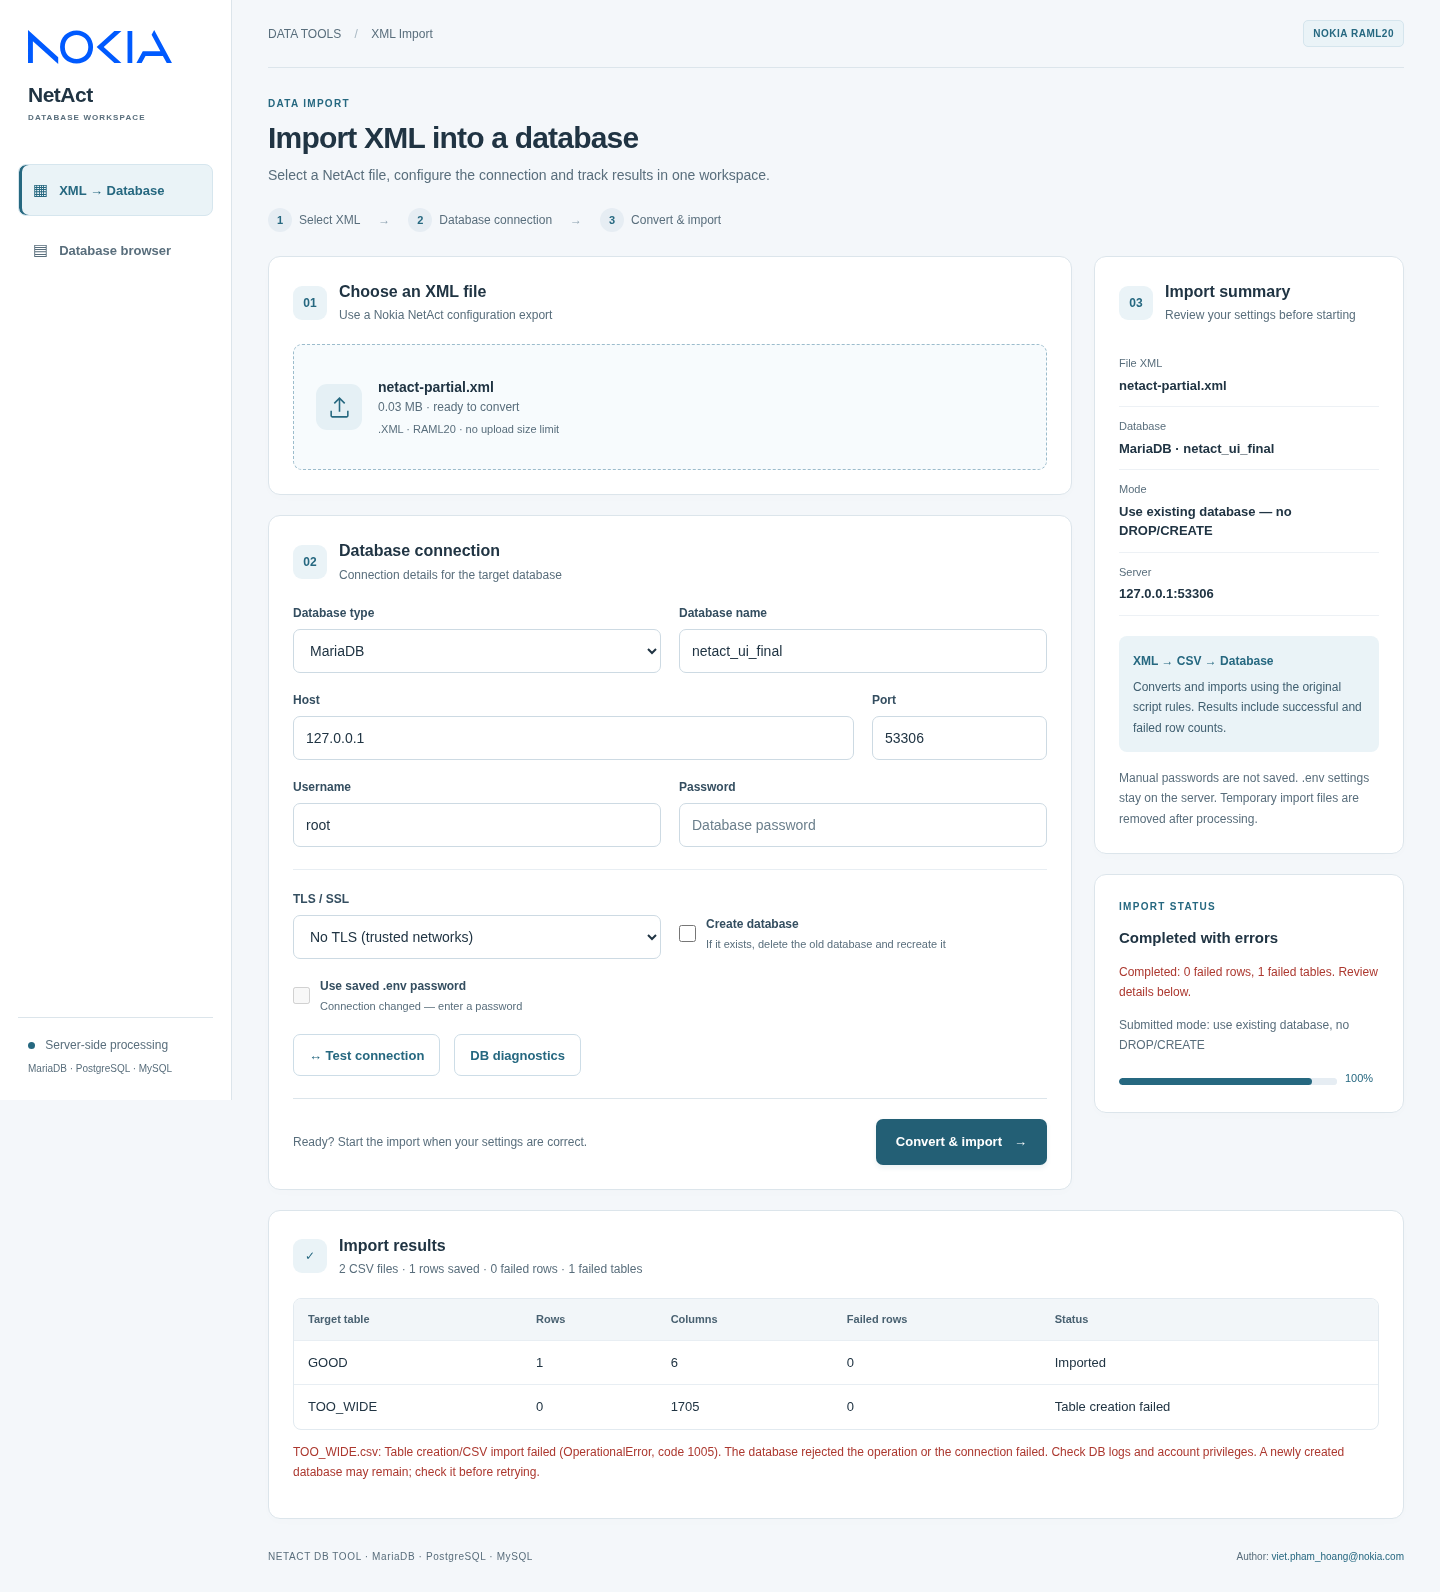 NOKIA
NetAct
DATABASE WORKSPACE
XML → Database
Database browser
Server-side processing
MariaDB · PostgreSQL · MySQL
DATA TOOLS / XML Import
NOKIA RAML20
DATA IMPORT
Import XML into a database
Select a NetAct file, configure the connection and track results in one workspace.
1 Select XML → 2 Database connection → 3 Convert & import
01 Choose an XML file
Use a Nokia NetAct configuration export
netact-partial.xml
0.03 MB · ready to convert
.XML · RAML20 · no upload size limit
02 Database connection
Connection details for the target database
Database type
MariaDB
Database name
netact_ui_final
Host
127.0.0.1
Port
53306
Username
root
Password
Database password
TLS / SSL
No TLS (trusted networks)
Create database
If it exists, delete the old database and recreate it
Use saved .env password
Connection changed — enter a password
↔ Test connection
DB diagnostics
Ready? Start the import when your settings are correct.
Convert & import →
03 Import summary
Review your settings before starting
File XML
netact-partial.xml
Database
MariaDB · netact_ui_final
Mode
Use existing database — no
DROP/CREATE
Server
127.0.0.1:53306
XML → CSV → Database
Converts and imports using the original
script rules. Results include successful and
failed row counts.
Manual passwords are not saved. .env settings
stay on the server. Temporary import files are
removed after processing.
IMPORT STATUS
Completed with errors
Completed: 0 failed rows, 1 failed tables. Review
details below.
Submitted mode: use existing database, no
DROP/CREATE
100%
✓ Import results
2 CSV files · 1 rows saved · 0 failed rows · 1 failed tables
Target table Rows Columns Failed rows Status
GOOD 1 6 0 Imported
TOO_WIDE 0 1705 0 Table creation failed
TOO_WIDE.csv: Table creation/CSV import failed (OperationalError, code 1005). The database rejected the operation or the connection failed. Check DB logs and account privileges. A newly created
database may remain; check it before retrying.
NETACT DB TOOL · MariaDB · PostgreSQL · MySQL
Author: viet.pham_hoang@nokia.com